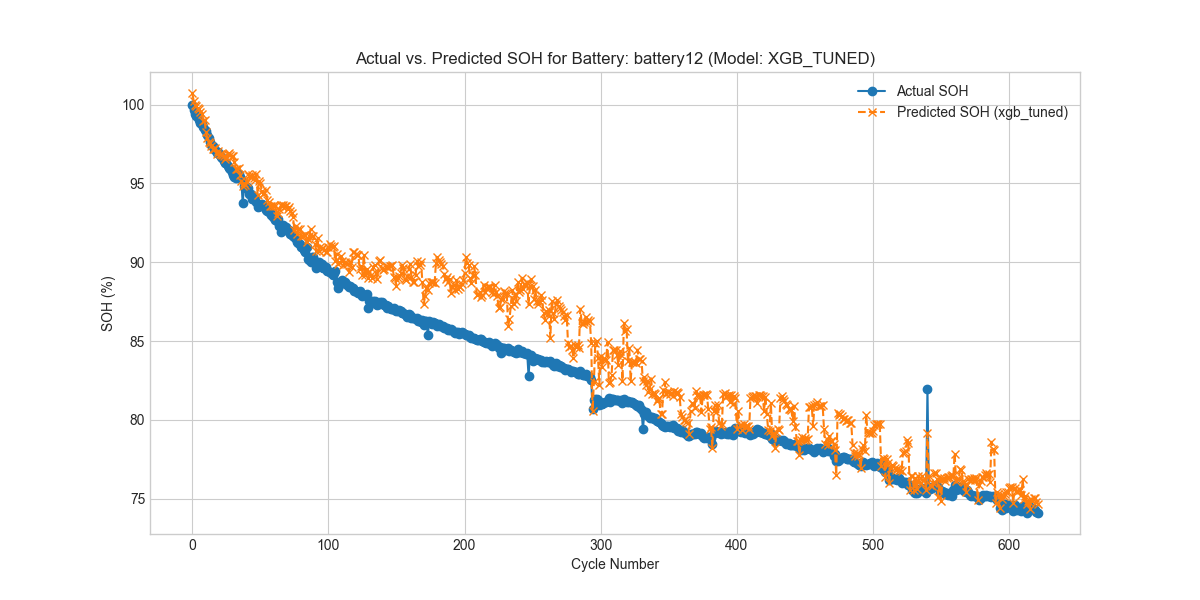 Actual vs. Predicted SOH for Battery: battery12 (Model: XGB_TUNED)
Actual SOH
Predicted SOH (xgb_tuned)
100
95
90
85
80
75
SOH (%)
0 100 200 300 400 500 600
Cycle Number